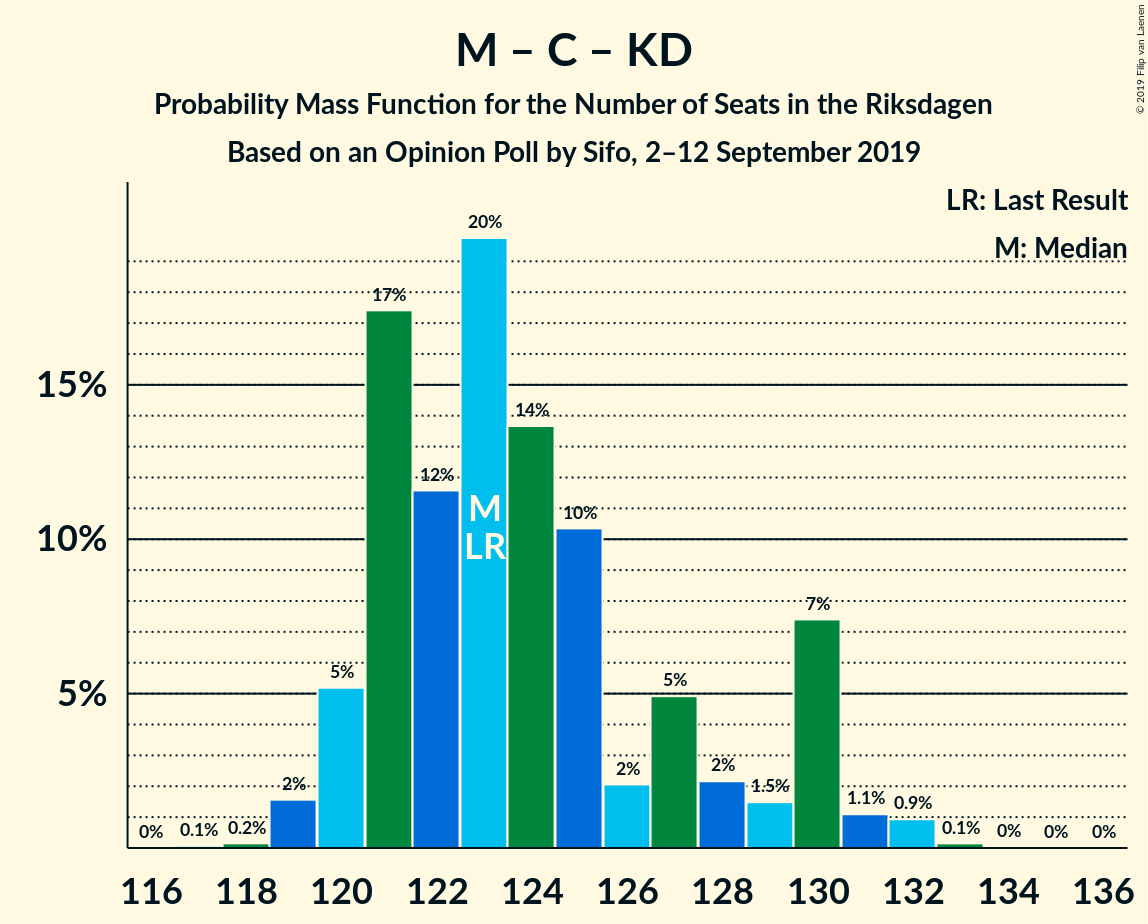 M – C – KD
Probability Mass Function for the Number of Seats in the Riksdagen
Based on an Opinion Poll by Sifo, 2–12 September 2019
© 2019 Filip van Laenen
LR: Last Result
M: Median
15%
10%
5%
0%
0.1%
0.2%
2%
5%
17%
12%
20%
14%
10%
2%
5%
2%
1.5%
7%
1.1%
0.9%
0.1%
0%
0%
0%
M
LR
116 118 120 122 124 126 128 130 132 134 136